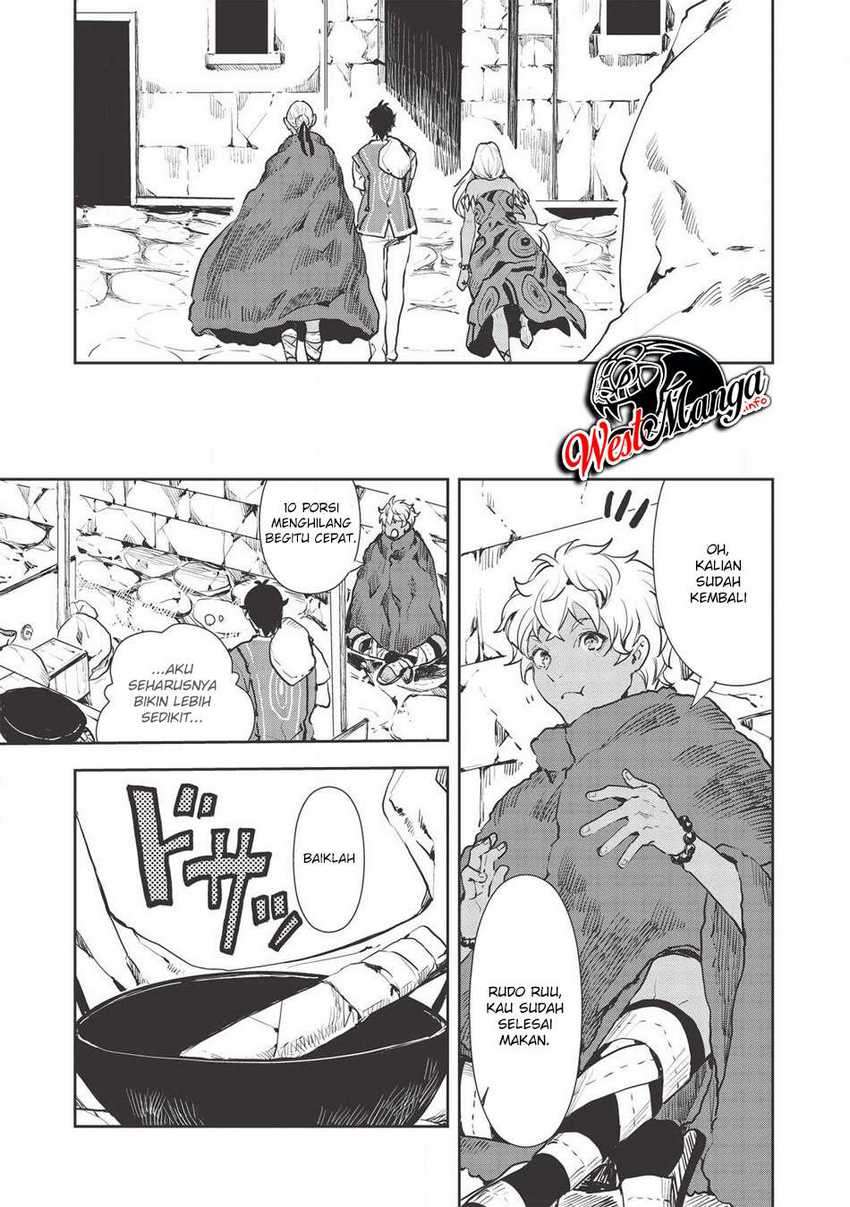 WestManga
.info
OH,
KALIAN
SUDAH
KEMBALI
RUDO RUU,
KAU SUDAH
SELESAI
MAKAN.
10 PORSI
MENGHILANG
BEGITU CEPAT.
...AKU
SEHARUSNYA
BIKIN LEBIH
SEDIKIT...
BAIKLAH
ドサッ